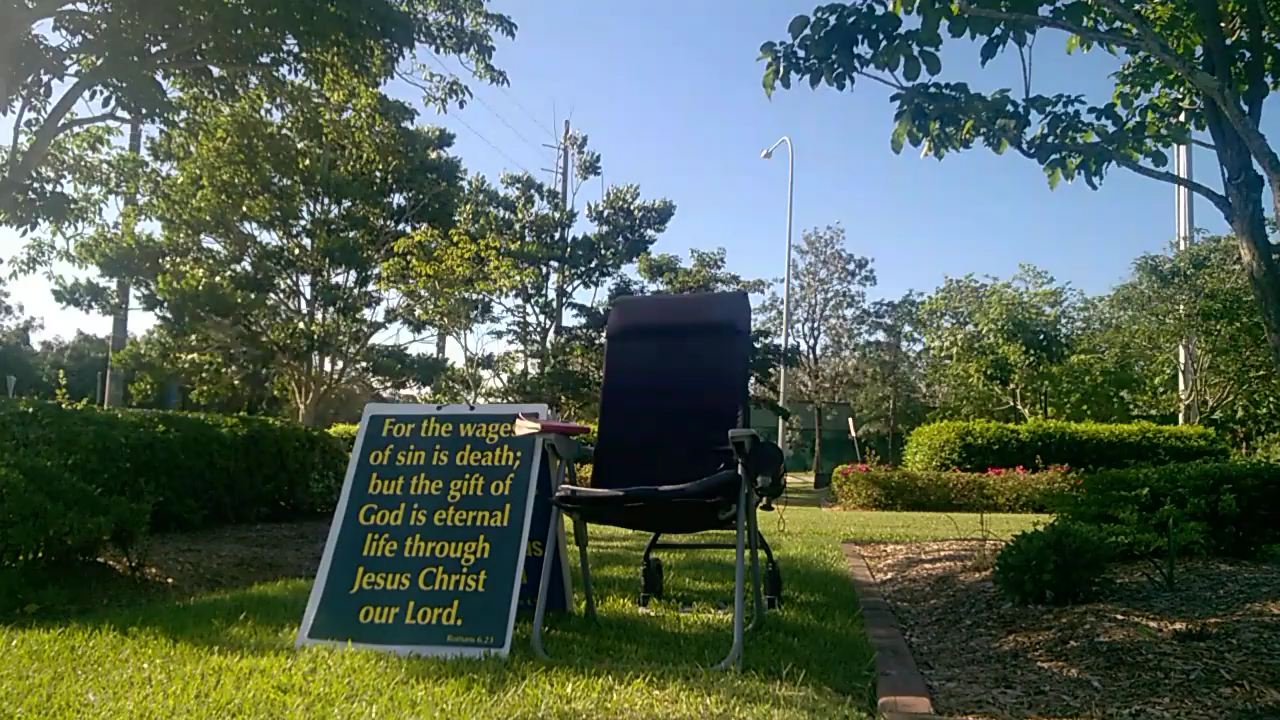 For the wages
of sin is death;
but the gift of
God is eternal
life through
Jesus Christ
our Lord.
Romans 6.23